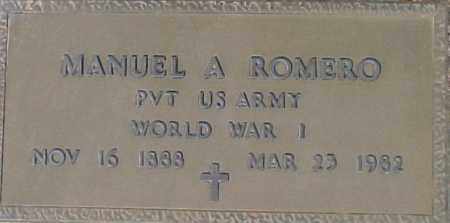 MANUEL A ROMERO
PVT US ARMY
WORLD WAR I
NOV 16 1888 MAR 23 1982